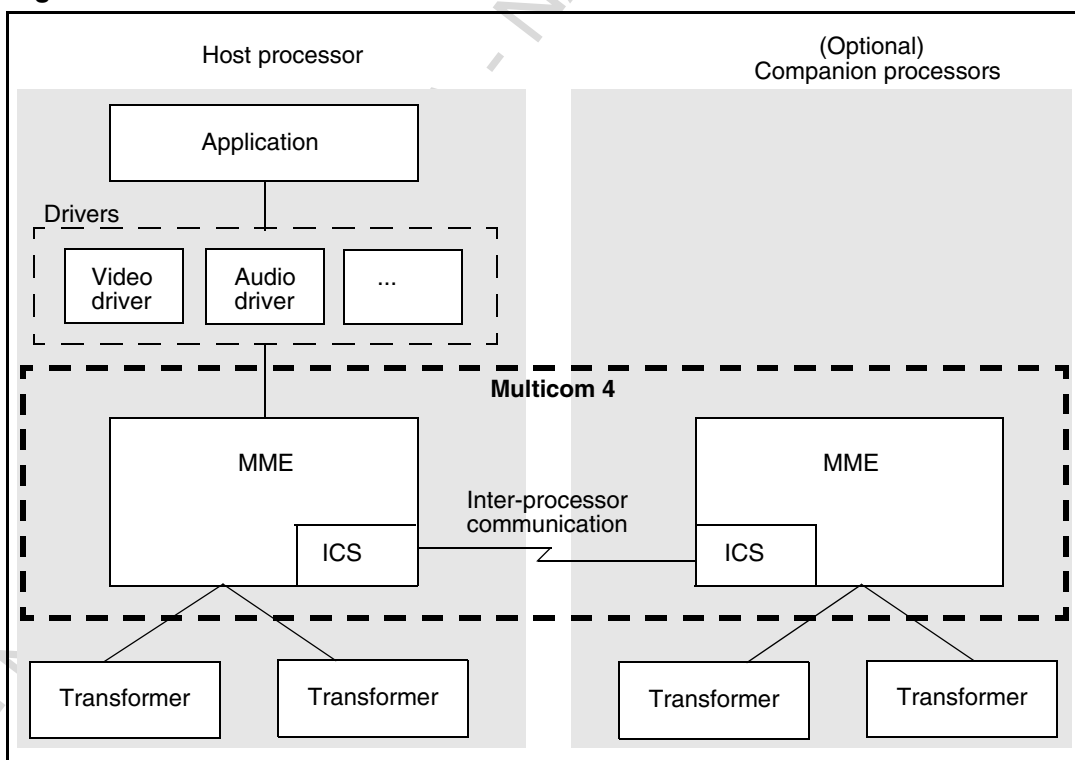 Host processor
(Optional)
Companion processors
Application
Drivers
Video
driver
Audio
driver
...
Multicom 4
MME
MME
Inter-processor
communication
ICS
ICS
Transformer
Transformer
Transformer
Transformer